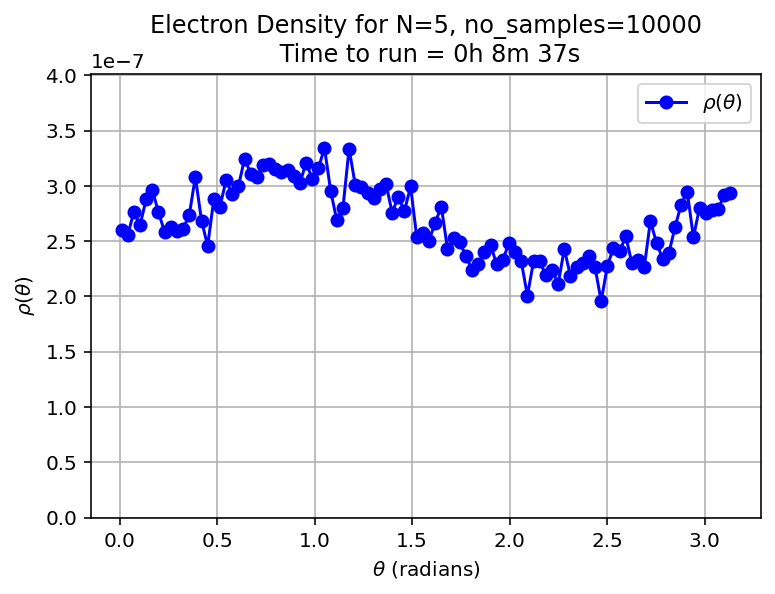 Electron Density for N=5, no_samples=10000
Time to run = 0h 8m 37s
1e−7
4.0
3.5
3.0
2.5
2.0
1.5
1.0
0.5
0.0
ρ(θ)
ρ(θ)
0.0 0.5 1.0 1.5 2.0 2.5 3.0
θ (radians)